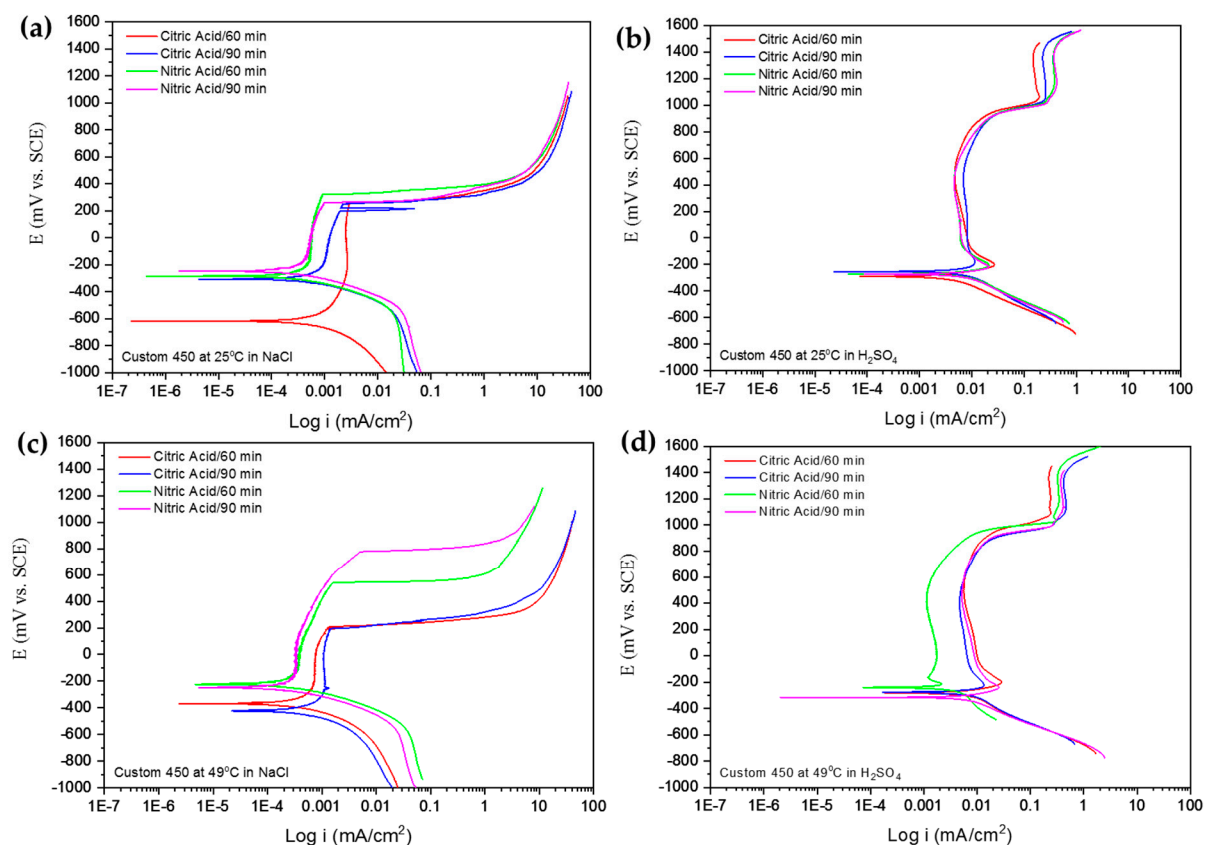 (a)
1600
1400
1200
1000
800
600
400
200
0
-200
-400
-600
-800
-1000
E (mV vs. SCE)
Citric Acid/60 min
Citric Acid/90 min
Nitric Acid/60 min
Nitric Acid/90 min
Custom 450 at 25°C in NaCl
1E-7 1E-6 1E-5 1E-4 0.001 0.01 0.1 1 10 100
Log i (mA/cm²)
(b)
1600
1400
1200
1000
800
600
400
200
0
-200
-400
-600
-800
-1000
E (mV vs. SCE)
Citric Acid/60 min
Citric Acid/90 min
Nitric Acid/60 min
Nitric Acid/90 min
Custom 450 at 25°C in H₂SO₄
1E-7 1E-6 1E-5 1E-4 0.001 0.01 0.1 1 10 100
Log i (mA/cm²)
(c)
1600
1400
1200
1000
800
600
400
200
0
-200
-400
-600
-800
-1000
E (mV vs. SCE)
Citric Acid/60 min
Citric Acid/90 min
Nitric Acid/60 min
Nitric Acid/90 min
Custom 450 at 49°C in NaCl
1E-7 1E-6 1E-5 1E-4 0.001 0.01 0.1 1 10 100
Log i (mA/cm²)
(d)
1600
1400
1200
1000
800
600
400
200
0
-200
-400
-600
-800
-1000
E (mV vs. SCE)
Citric Acid/60 min
Citric Acid/90 min
Nitric Acid/60 min
Nitric Acid/90 min
Custom 450 at 49°C in H₂SO₄
1E-7 1E-6 1E-5 1E-4 0.001 0.01 0.1 1 10 100
Log i (mA/cm²)